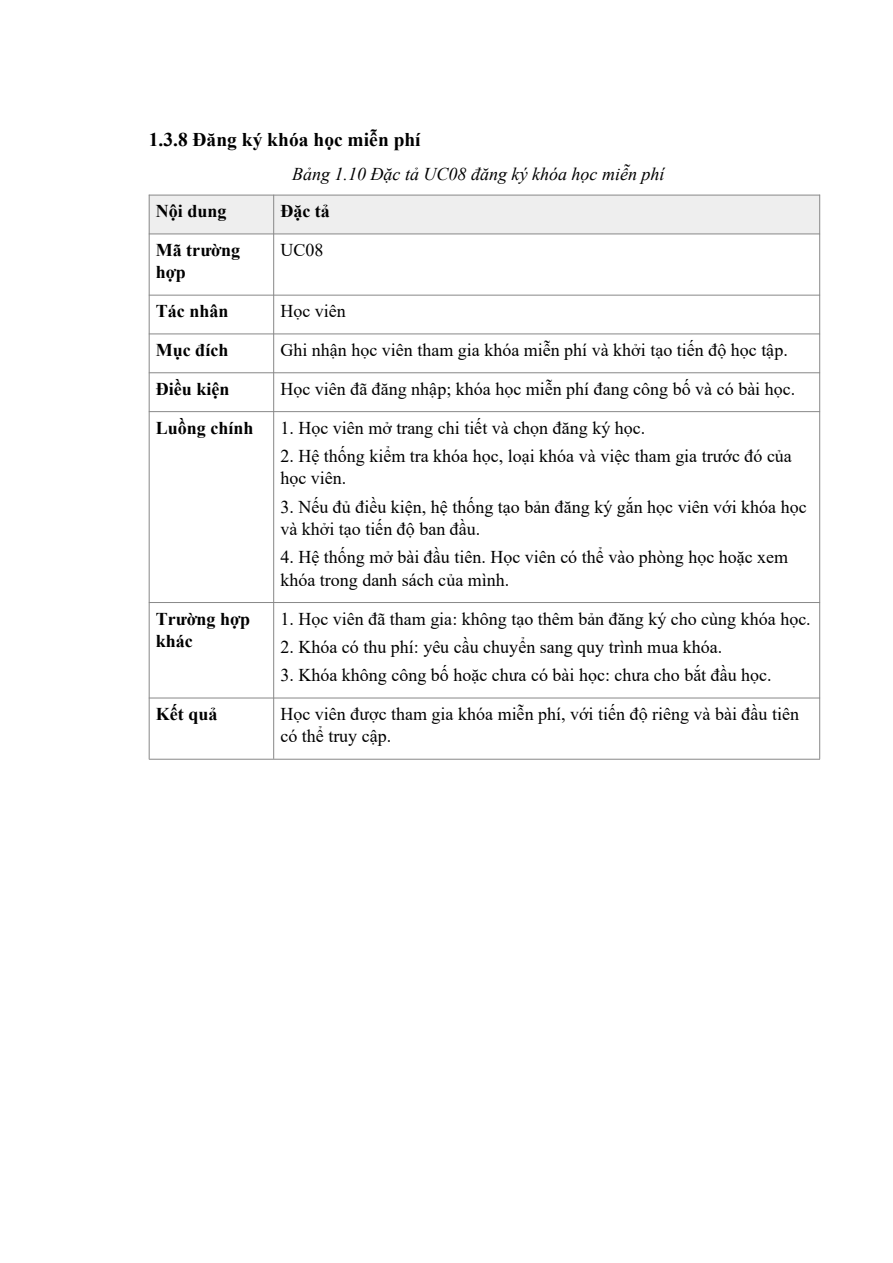 1.3.8 Đăng ký khóa học miễn phí
Bảng 1.10 Đặc tả UC08 đăng ký khóa học miễn phí
Nội dung Đặc tả
Mã trường UC08
hợp
Tác nhân Học viên
Mục đích Ghi nhận học viên tham gia khóa miễn phí và khởi tạo tiến độ học tập.
Điều kiện Học viên đã đăng nhập; khóa học miễn phí đang công bố và có bài học.
Luồng chính 1. Học viên mở trang chi tiết và chọn đăng ký học.
2. Hệ thống kiểm tra khóa học, loại khóa và việc tham gia trước đó của
học viên.
3. Nếu đủ điều kiện, hệ thống tạo bản đăng ký gắn học viên với khóa học
và khởi tạo tiến độ ban đầu.
4. Hệ thống mở bài đầu tiên. Học viên có thể vào phòng học hoặc xem
khóa trong danh sách của mình.
Trường hợp 1. Học viên đã tham gia: không tạo thêm bản đăng ký cho cùng khóa học.
khác 2. Khóa có thu phí: yêu cầu chuyển sang quy trình mua khóa.
3. Khóa không công bố hoặc chưa có bài học: chưa cho bắt đầu học.
Kết quả Học viên được tham gia khóa miễn phí, với tiến độ riêng và bài đầu tiên
có thể truy cập.